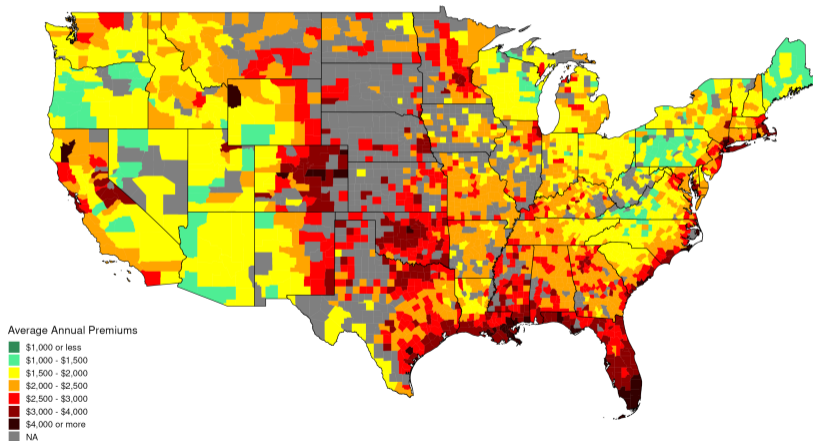 Average Annual Premiums
$1,000 or less
$1,000 - $1,500
$1,500 - $2,000
$2,000 - $2,500
$2,500 - $3,000
$3,000 - $4,000
$4,000 or more
NA